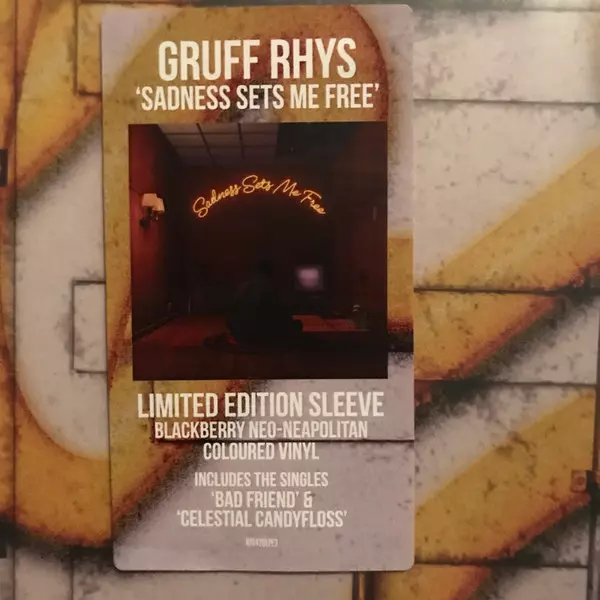 GRUFF RHYS
‘SADNESS SETS ME FREE’
Sadness Sets Me Free
LIMITED EDITION SLEEVE
BLACKBERRY NEO-NEAPOLITAN
COLOURED VINYL
INCLUDES THE SINGLES
‘BAD FRIEND’ &
‘CELESTIAL CANDYFLOSS’